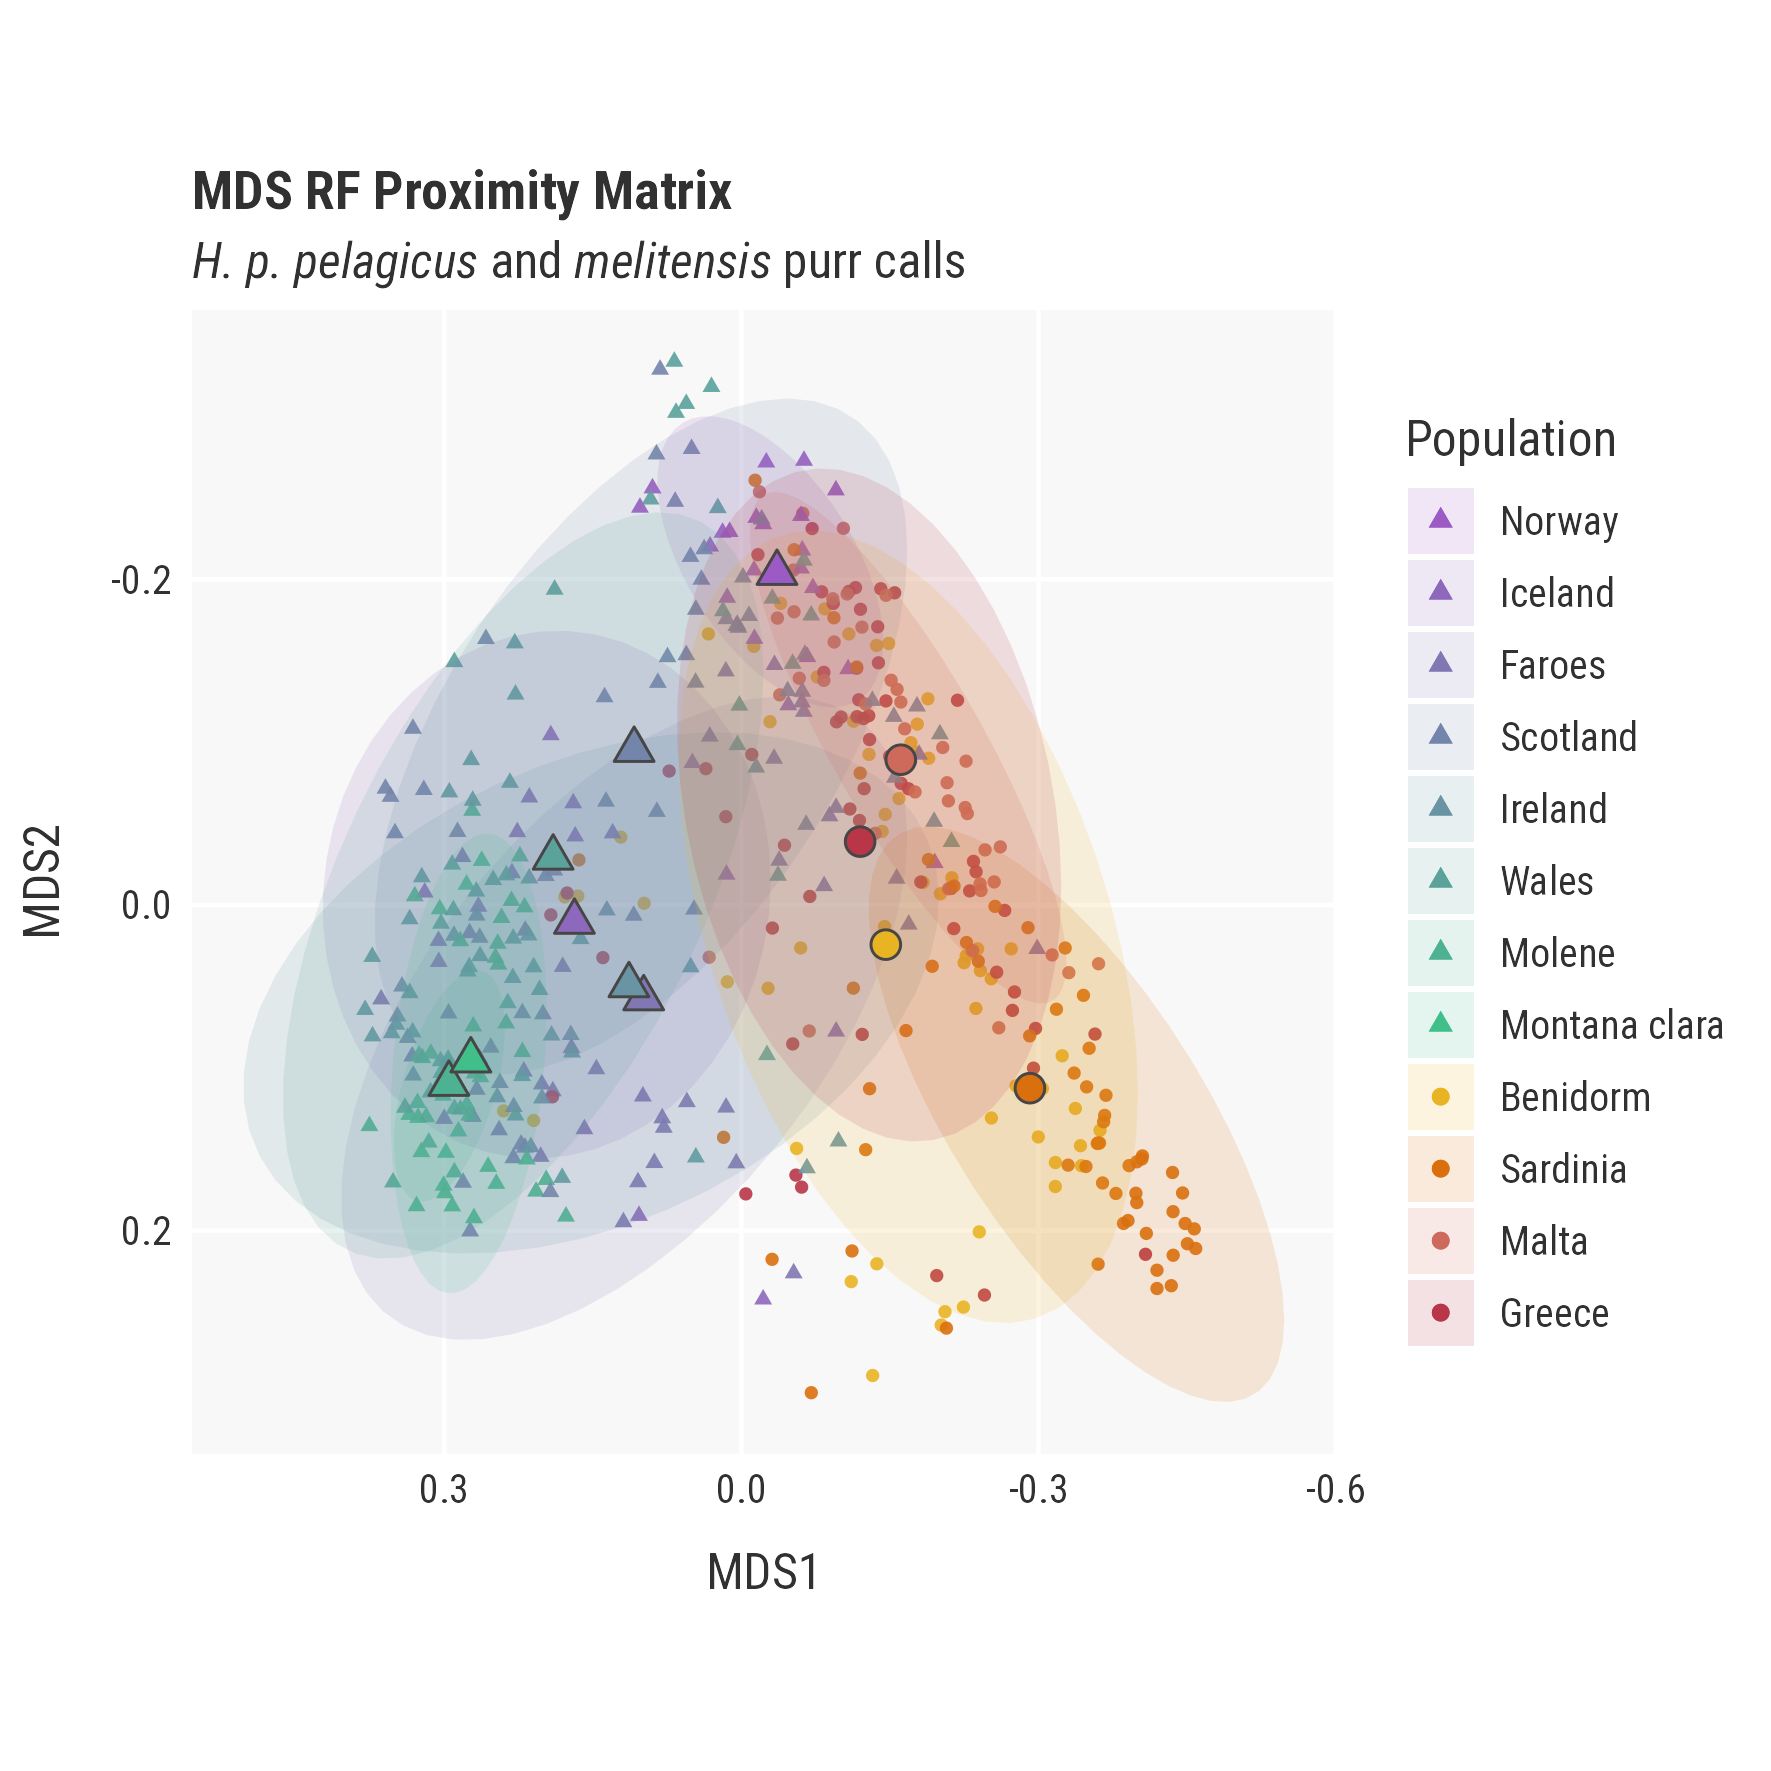 MDS RF Proximity Matrix
H. p. pelagicus and melitensis purr calls
Population
Norway
Iceland
Faroes
Scotland
Ireland
Wales
Molene
Montana clara
Benidorm
Sardinia
Malta
Greece
MDS2
-0.2
0.0
0.2
0.3
0.0
-0.3
-0.6
MDS1